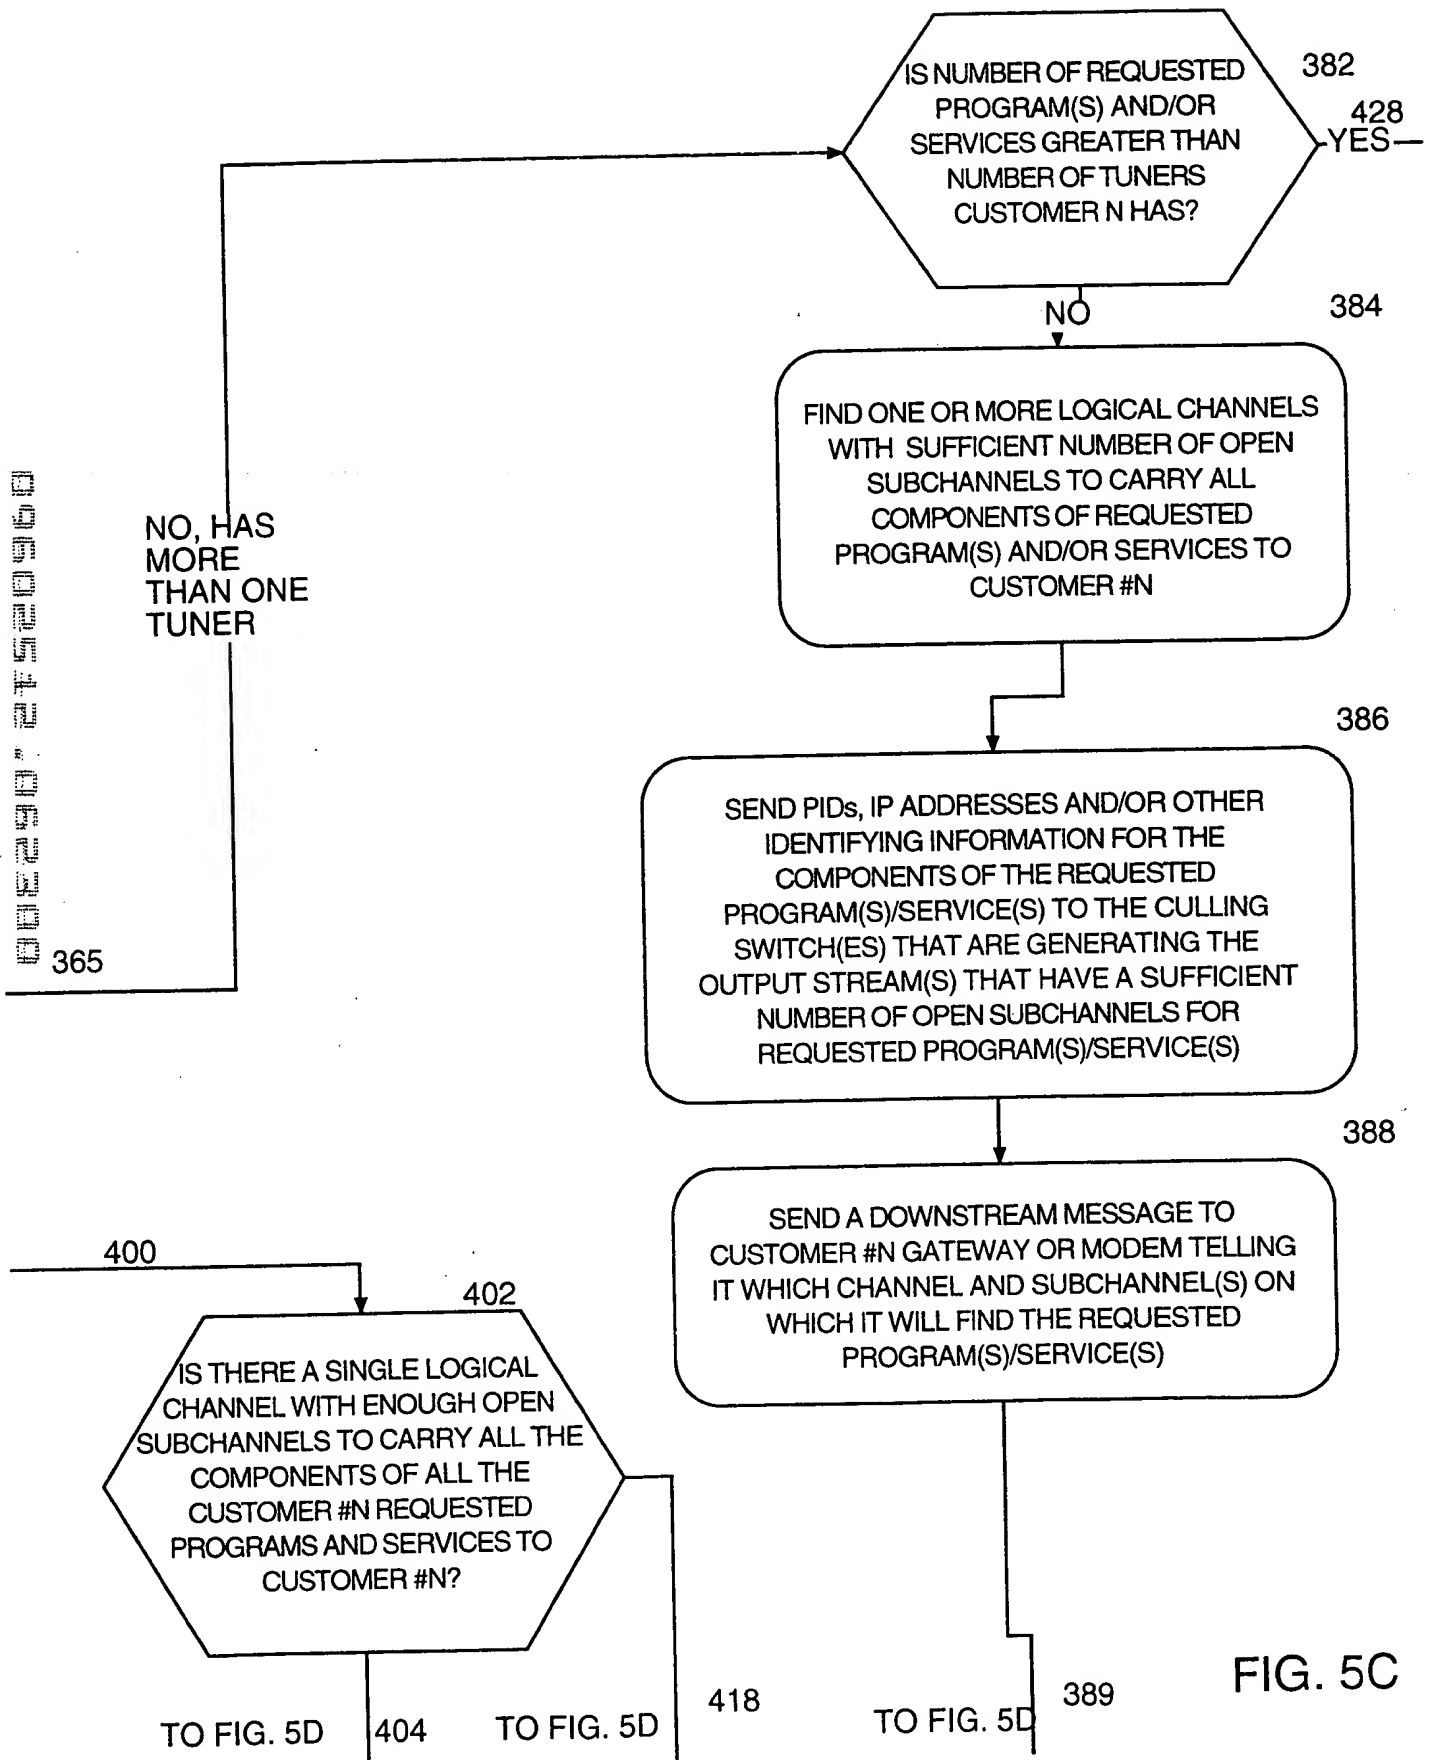 IS NUMBER OF REQUESTED
PROGRAM(S) AND/OR
SERVICES GREATER THAN
NUMBER OF TUNERS
CUSTOMER N HAS?
382
428
YES
NO
384
FIND ONE OR MORE LOGICAL CHANNELS
WITH SUFFICIENT NUMBER OF OPEN
SUBCHANNELS TO CARRY ALL
COMPONENTS OF REQUESTED
PROGRAM(S) AND/OR SERVICES TO
CUSTOMER #N
NO, HAS
MORE
THAN ONE
TUNER
365
386
SEND PIDs, IP ADDRESSES AND/OR OTHER
IDENTIFYING INFORMATION FOR THE
COMPONENTS OF THE REQUESTED
PROGRAM(S)/SERVICE(S) TO THE CULLING
SWITCH(ES) THAT ARE GENERATING THE
OUTPUT STREAM(S) THAT HAVE A SUFFICIENT
NUMBER OF OPEN SUBCHANNELS FOR
REQUESTED PROGRAM(S)/SERVICE(S)
388
SEND A DOWNSTREAM MESSAGE TO
CUSTOMER #N GATEWAY OR MODEM TELLING
IT WHICH CHANNEL AND SUBCHANNEL(S) ON
WHICH IT WILL FIND THE REQUESTED
PROGRAM(S)/SERVICE(S)
400
402
IS THERE A SINGLE LOGICAL
CHANNEL WITH ENOUGH OPEN
SUBCHANNELS TO CARRY ALL THE
COMPONENTS OF ALL THE
CUSTOMER #N REQUESTED
PROGRAMS AND SERVICES TO
CUSTOMER #N?
TO FIG. 5D
404
TO FIG. 5D
418
TO FIG. 5D
389
FIG. 5C